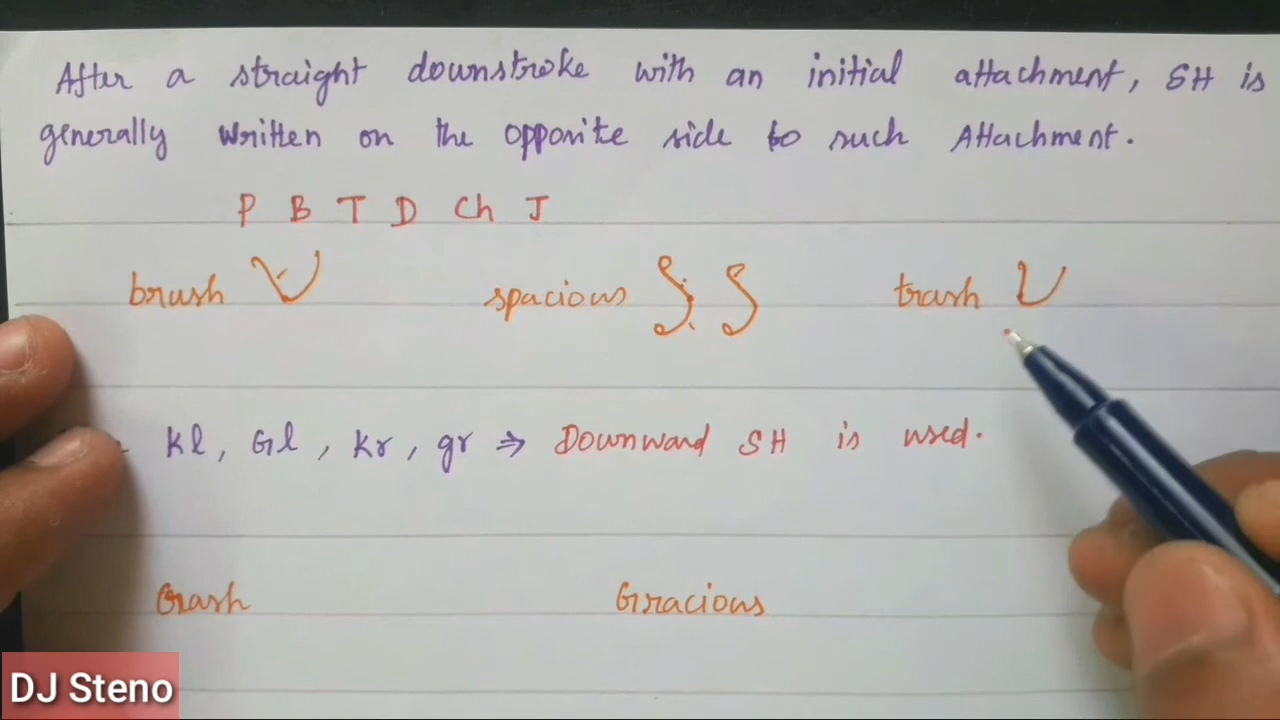 After a straight downstroke with an initial attachment, SH is
generally written on the opposite side to such Attachment.
P B T D Ch J
brush spacious trash
Kl, Gl, kr, gr ⇒ Downward SH is used.
Crash Gracious
DJ Steno